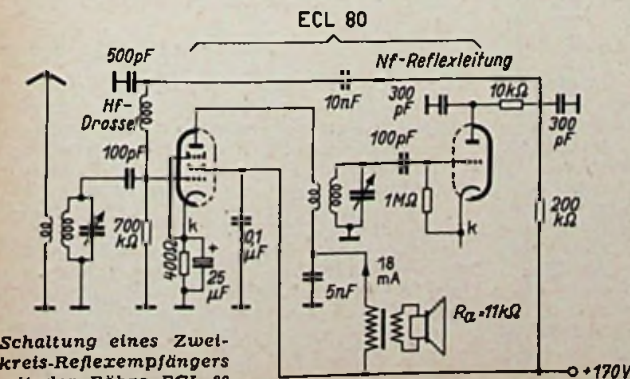 ECL 80
500pF
Nf-Reflexleitung
Hf-
Drossel
10nF
300
pF
10kΩ
300
pF
100pF
100pF
700
kΩ
k
400Ω
+
25
µF
0,1
µF
1MΩ
k
200
kΩ
5nF
18
mA
Ra=11kΩ
+170V
Schaltung eines Zwei-
kreis-Reflexempfängers